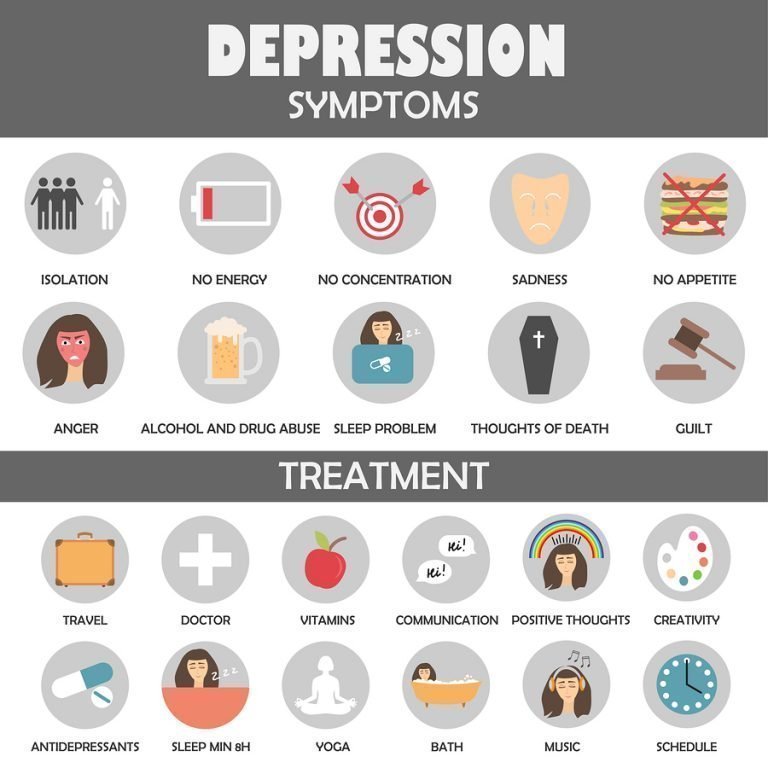 DEPRESSION
SYMPTOMS
ISOLATION
NO ENERGY
NO CONCENTRATION
SADNESS
NO APPETITE
zzz
ANGER
ALCOHOL AND DRUG ABUSE
SLEEP PROBLEM
THOUGHTS OF DEATH
GUILT
TREATMENT
Hi!
Hi!
TRAVEL
DOCTOR
VITAMINS
COMMUNICATION
POSITIVE THOUGHTS
CREATIVITY
zzz
ANTIDEPRESSANTS
SLEEP MIN 8H
YOGA
BATH
MUSIC
SCHEDULE